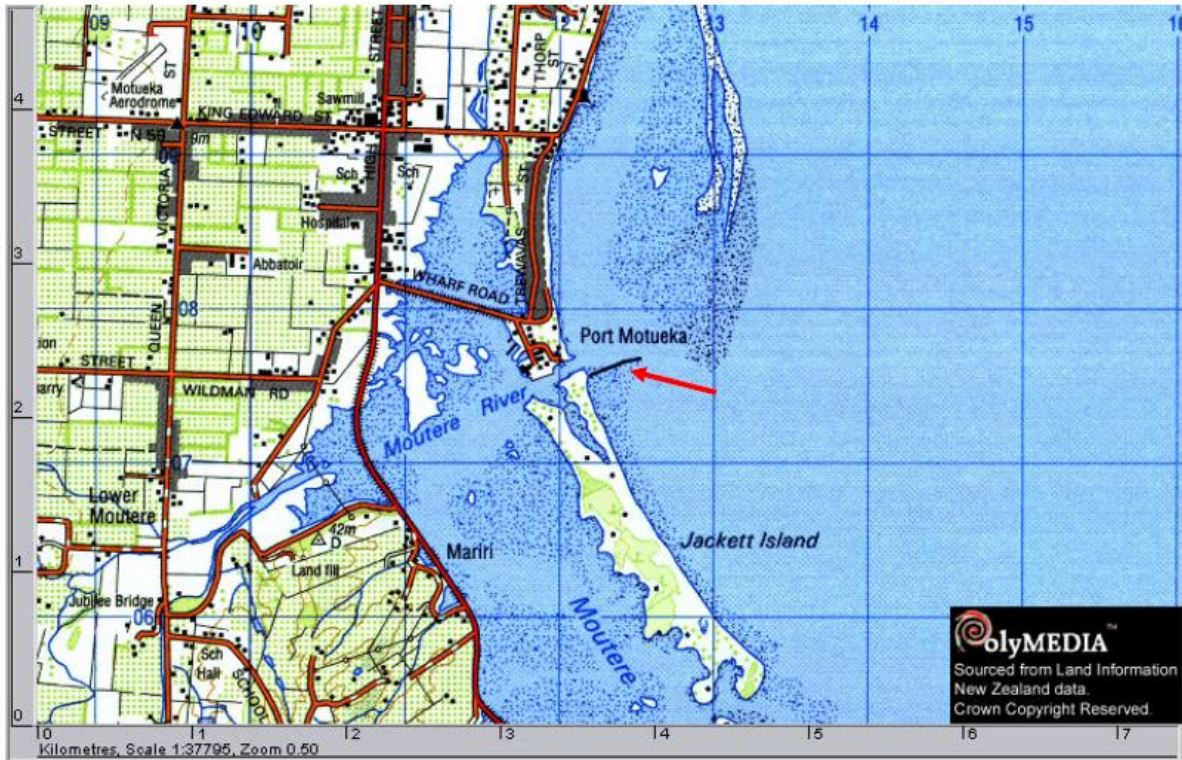 09 10 11 12 13 14 15 16
STREET
THORP ST
ST
Motueka
Aerodrome
Sawmill
4
KING EDWARD ST
STREET
N 59
9m
09
Sch
HIGH
Sch
VICTORIA
ST
Hospital
3
Abbatoir
WHARF ROAD
TREWAVAS
08
QUEEN
Port Motueka
STREET
WILDMAN RD
River
2
Moutere
07
Lower
Moutere
42m
D
Jackett Island
Mariri
Land fill
1
Jubilee Bridge
06
Moutere
Sch
Hall
SCHOOL
PolyMEDIA™
Sourced from Land Information
New Zealand data.
Crown Copyright Reserved.
0
0 1 2 3 4 5 6 7
Kilometres, Scale 1:37795, Zoom 0.50